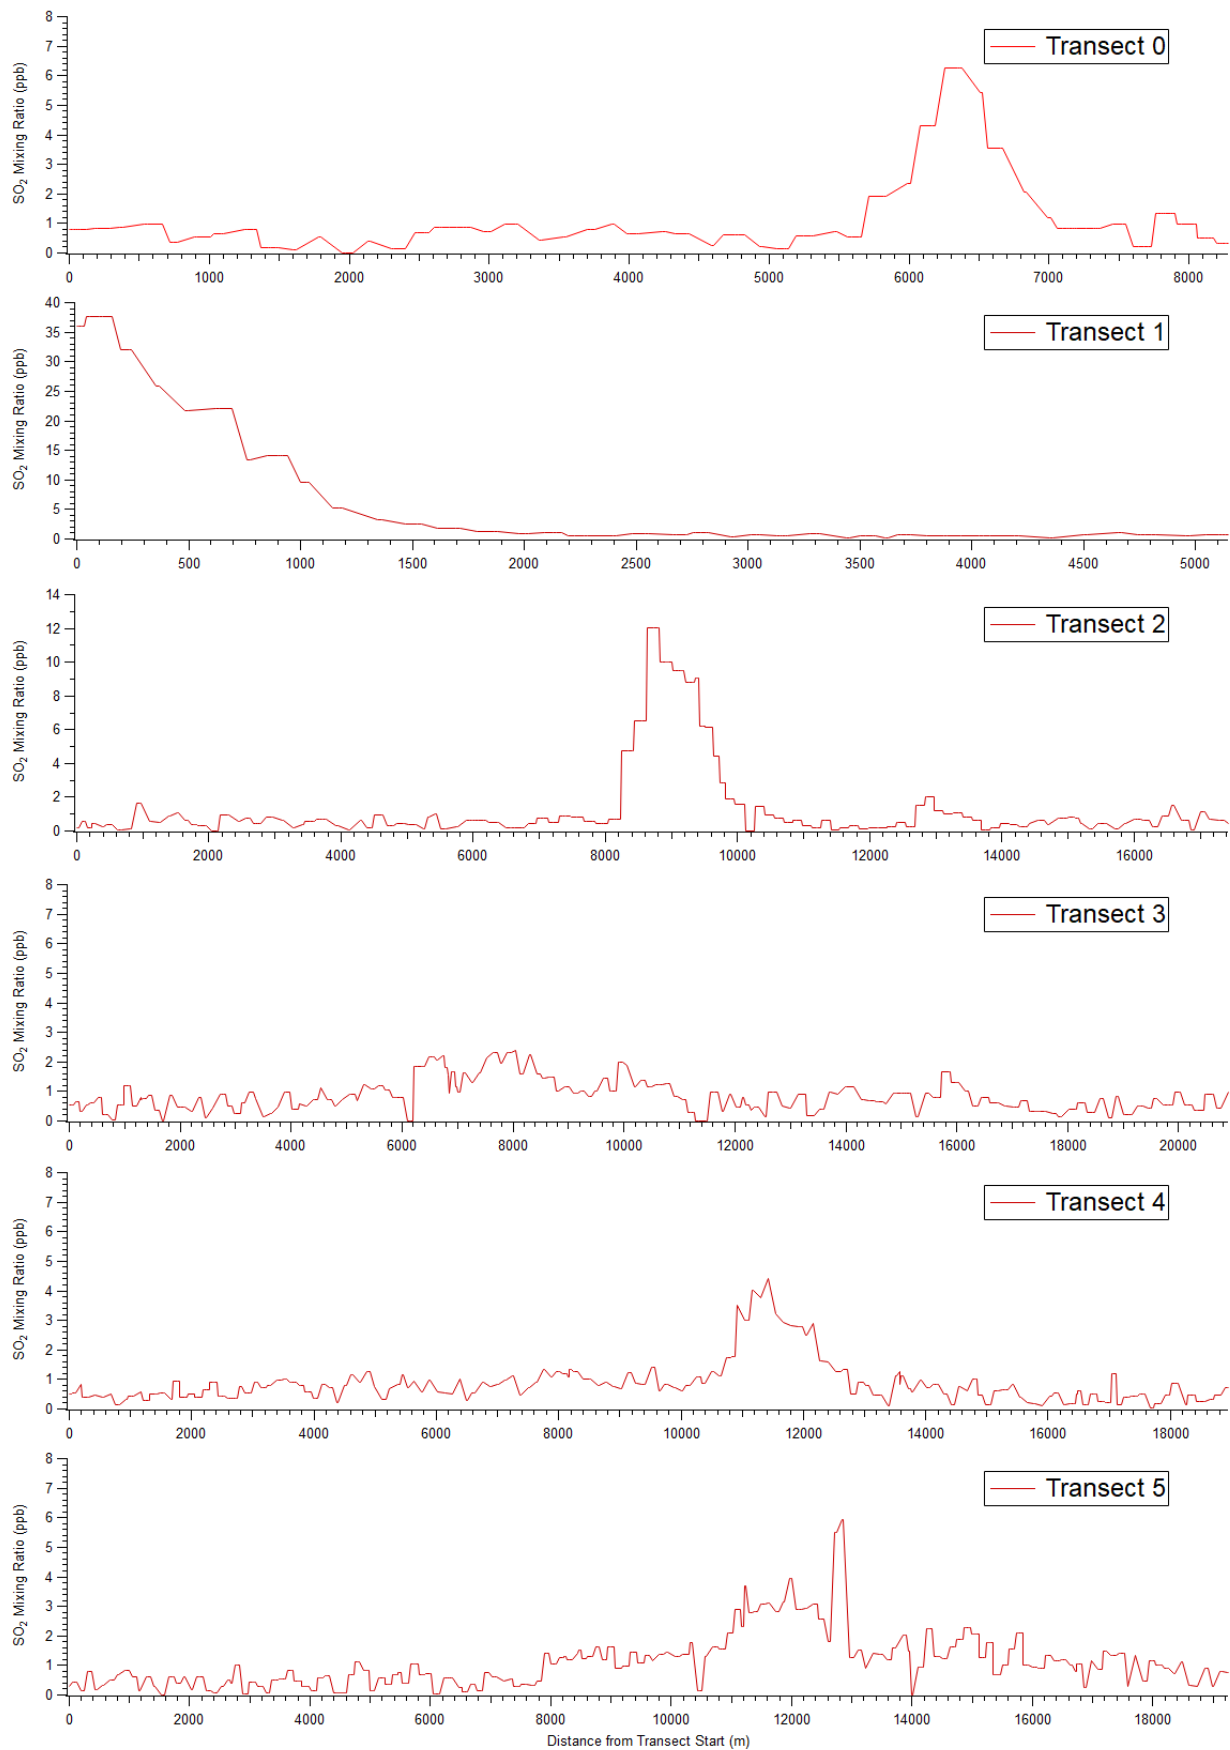 8
7
6
5
4
3
2
1
0
SO2 Mixing Ratio (ppb)
Transect 0
0 1000 2000 3000 4000 5000 6000 7000 8000
40
35
30
25
20
15
10
5
0
SO2 Mixing Ratio (ppb)
Transect 1
0 500 1000 1500 2000 2500 3000 3500 4000 4500 5000
14
12
10
8
6
4
2
0
SO2 Mixing Ratio (ppb)
Transect 2
0 2000 4000 6000 8000 10000 12000 14000 16000
8
7
6
5
4
3
2
1
0
SO2 Mixing Ratio (ppb)
Transect 3
0 2000 4000 6000 8000 10000 12000 14000 16000 18000 20000
8
7
6
5
4
3
2
1
0
SO2 Mixing Ratio (ppb)
Transect 4
0 2000 4000 6000 8000 10000 12000 14000 16000 18000
8
7
6
5
4
3
2
1
0
SO2 Mixing Ratio (ppb)
Transect 5
0 2000 4000 6000 8000 10000 12000 14000 16000 18000
Distance from Transect Start (m)